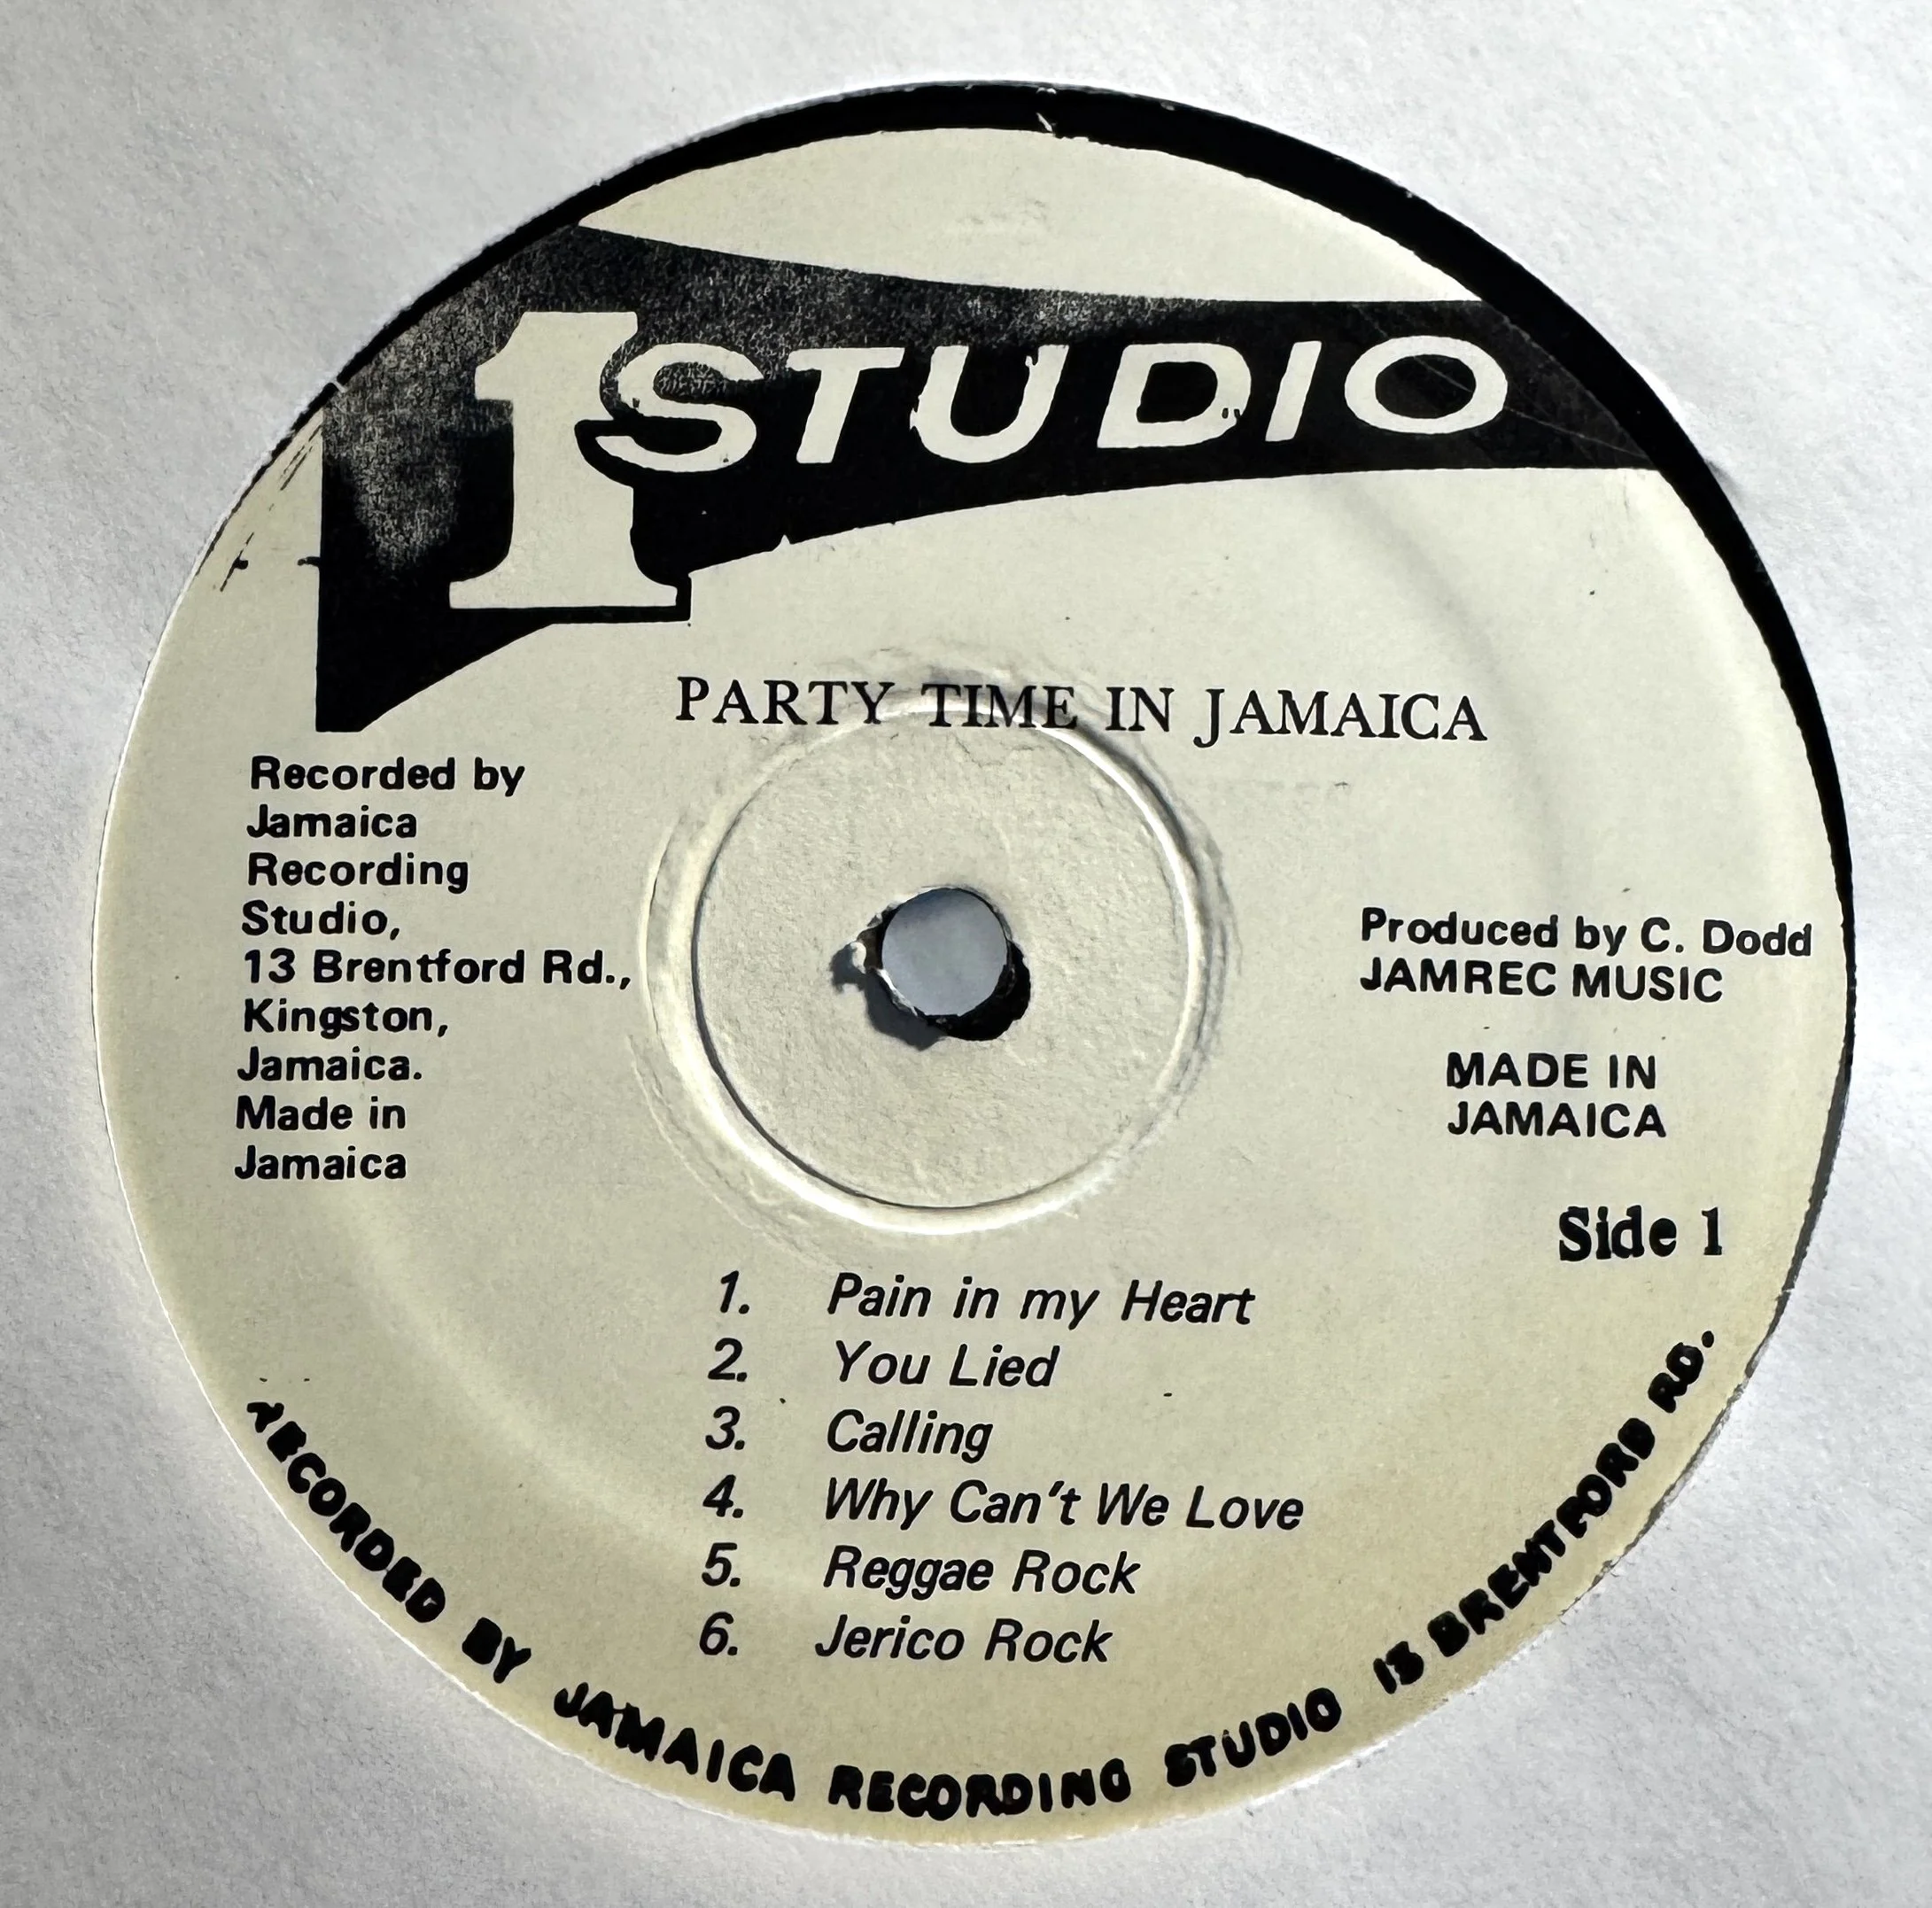 1 STUDIO
PARTY TIME IN JAMAICA
Recorded by
Jamaica
Recording
Studio,
13 Brentford Rd.,
Kingston,
Jamaica.
Made in
Jamaica
Produced by C. Dodd
JAMREC MUSIC
MADE IN
JAMAICA
Side 1
1. Pain in my Heart
2. You Lied
3. Calling
4. Why Can't We Love
5. Reggae Rock
6. Jerico Rock
RECORDED BY JAMAICA RECORDING STUDIO 13 BRENTFORD RD.